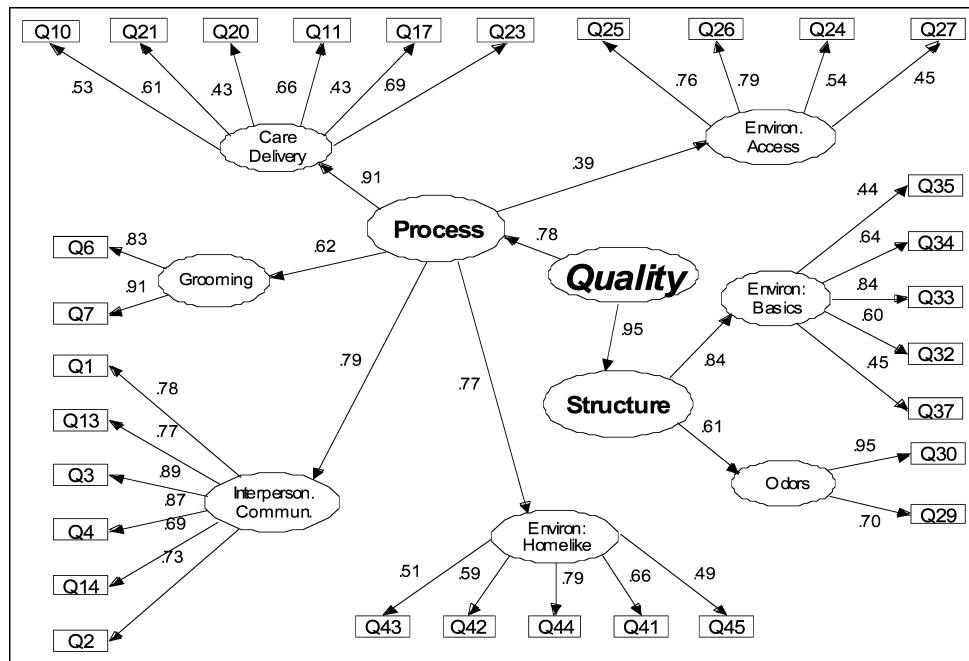 Q10 Q21 Q20 Q11 Q17 Q23 Q25 Q26 Q24 Q27
.53 .61 .43 .66 .43 .69 .76 .79 .54 .45
Care
Delivery
Environ.
Access
.91 .39
Q35
.44
Q6 .83
Process
.78
.64 Q34
Grooming
.62
Quality
Environ:
Basics
.84 Q33
.91
Q7
.60
Q32
.95
.84
.45
Q37
Q1
.78
.79
.77
Structure
.61
Q13
.77
.95 Q30
Q3 .89
Interperson.
Commun.
Odors
.87
Q4 .69
.70 Q29
Environ:
Homelike
.73
Q14
.51 .59 .79 .66 .49
Q43 Q42 Q44 Q41 Q45
Q2